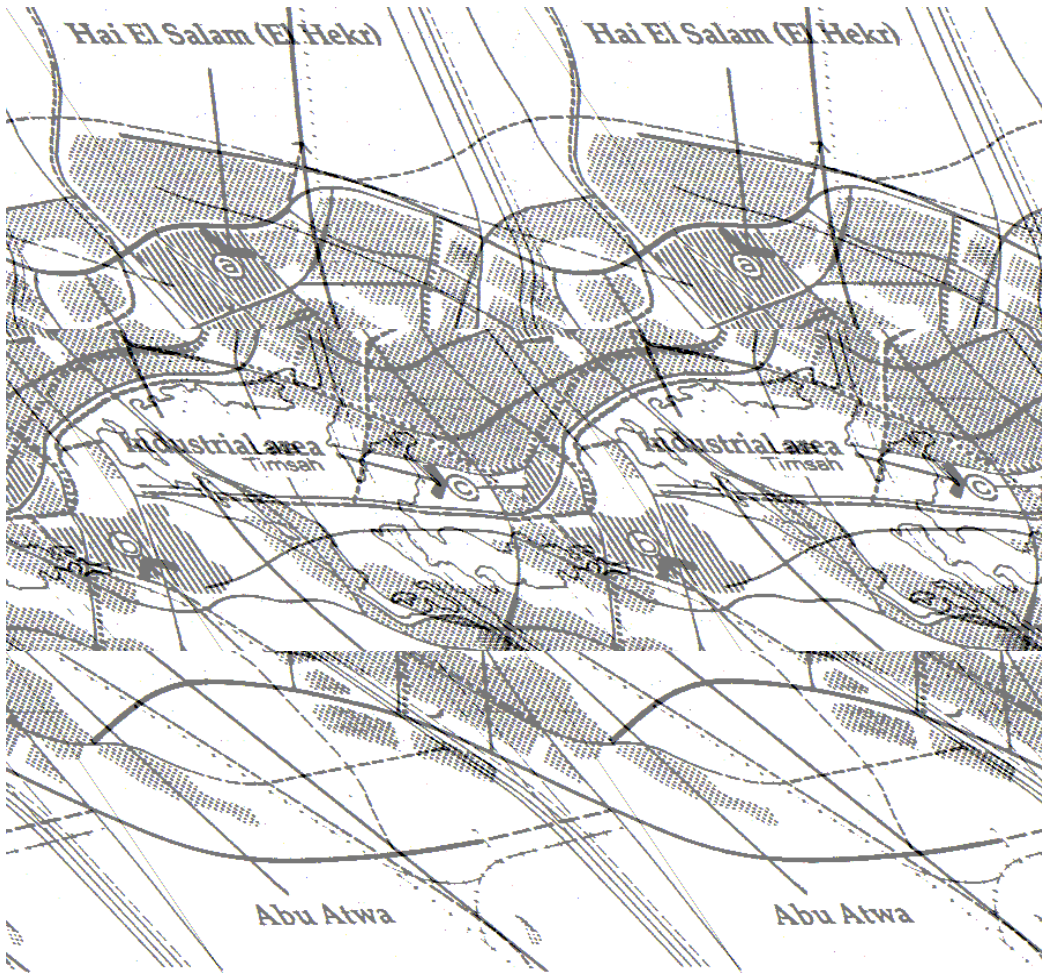 Hai El Salam (El Hekr) Hai El Salam (El Hekr)
a a
Industrial area Industrial area
Timsah Timsah
c c
b b
Abu Atwa Abu Atwa